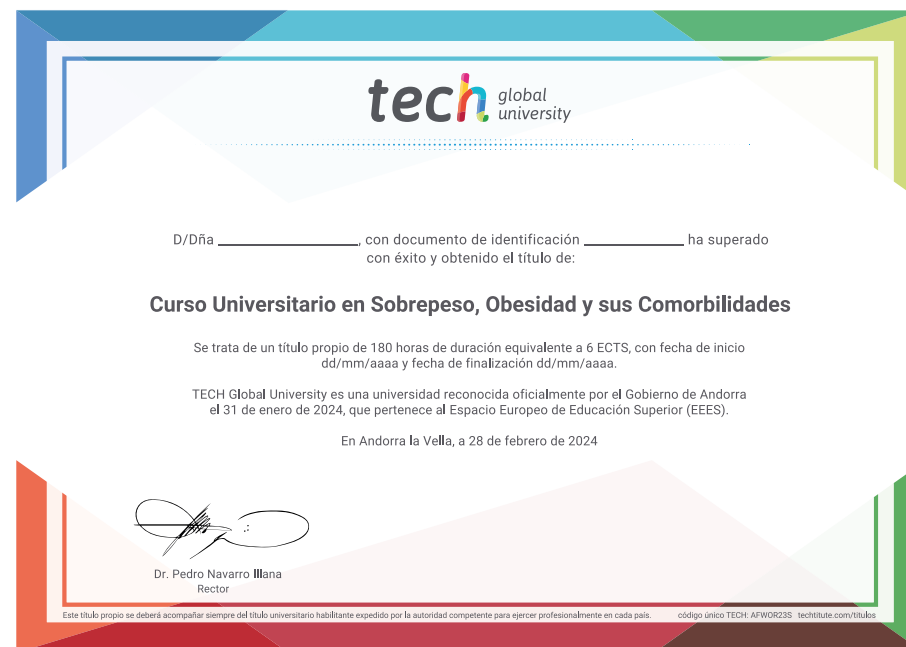 tech global university
D/Dña ____________________, con documento de identificación ______________ ha superado
con éxito y obtenido el título de:
Curso Universitario en Sobrepeso, Obesidad y sus Comorbilidades
Se trata de un título propio de 180 horas de duración equivalente a 6 ECTS, con fecha de inicio
dd/mm/aaaa y fecha de finalización dd/mm/aaaa.
TECH Global University es una universidad reconocida oficialmente por el Gobierno de Andorra
el 31 de enero de 2024, que pertenece al Espacio Europeo de Educación Superior (EEES).
En Andorra la Vella, a 28 de febrero de 2024
Dr. Pedro Navarro Illana
Rector
Este título propio se deberá acompañar siempre del título universitario habilitante expedido por la autoridad competente para ejercer profesionalmente en cada país. código único TECH: AFWOR23S techtitute.com/titulos